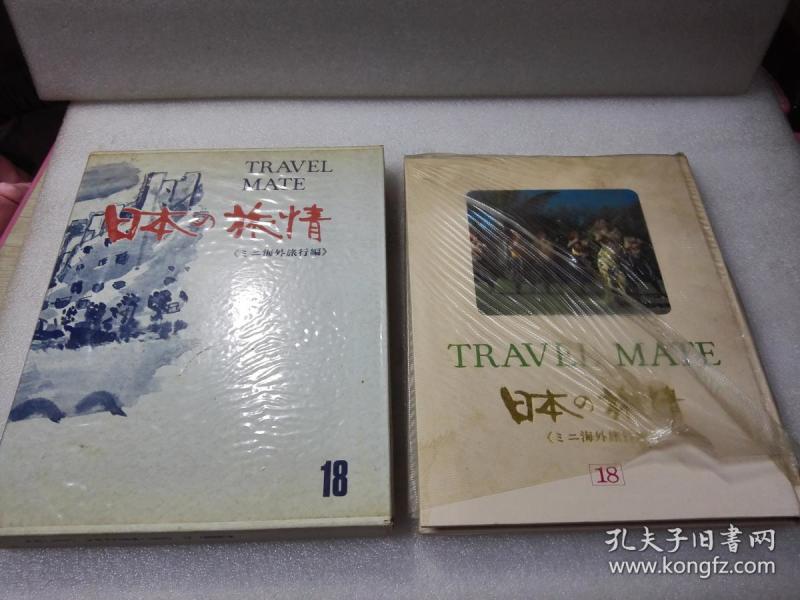 TRAVEL
MATE
日本の旅情
《ミニ海外旅行編》
18
TRAVEL MATE
日本の旅情
《ミニ海外旅行
18
孔夫子旧书网
www.kongfz.com